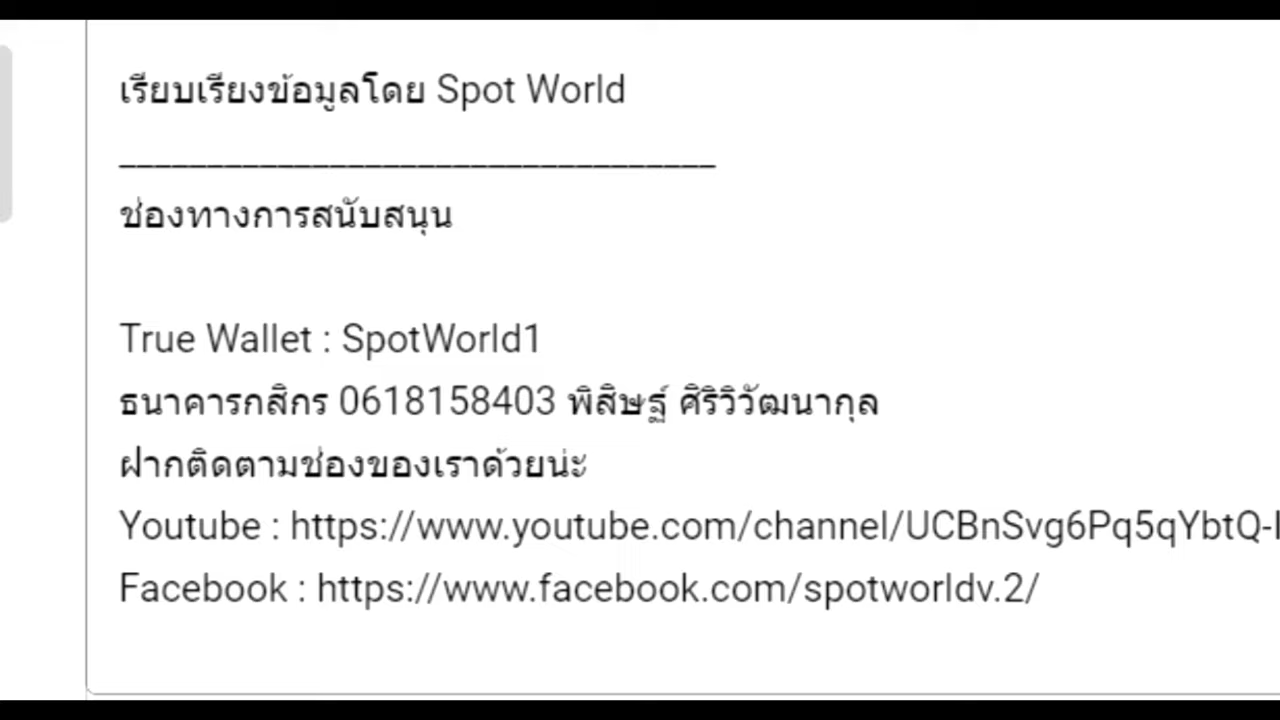 เรียบเรียงข้อมูลโดย Spot World
__________________________________
ช่องทางการสนับสนุน
True Wallet : SpotWorld1
ธนาคารกสิกร 0618158403 พิสิษฐ์ ศิริวิวัฒนากุล
ฝากติดตามช่องของเราด้วยน่ะ
Youtube : https://www.youtube.com/channel/UCBnSvg6Pq5qYbtQ-
Facebook : https://www.facebook.com/spotworldv.2/